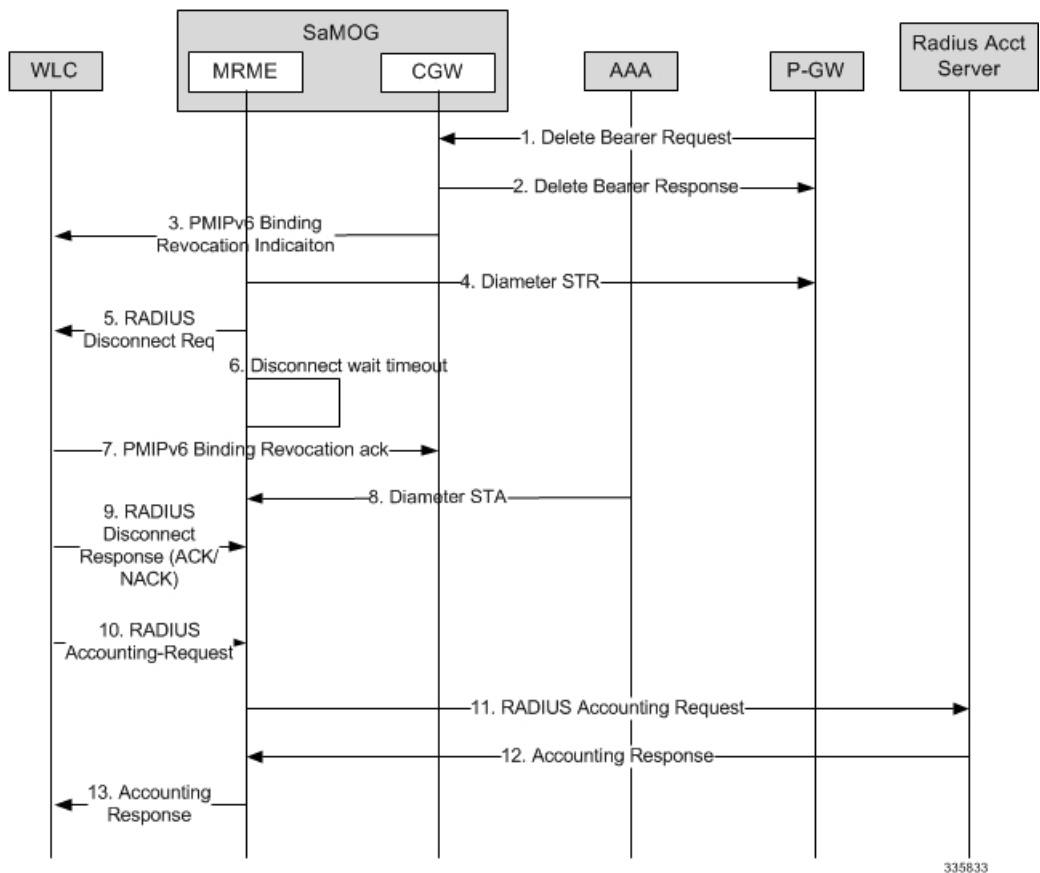 SaMOG
WLC
MRME
CGW
AAA
P-GW
Radius Acct
Server
1. Delete Bearer Request
2. Delete Bearer Response
3. PMIPv6 Binding
Revocation Indicaiton
4. Diameter STR
5. RADIUS
Disconnect Req
6. Disconnect wait timeout
7. PMIPv6 Binding Revocation ack
8. Diameter STA
9. RADIUS
Disconnect
Response (ACK/
NACK)
10. RADIUS
Accounting-Request
11. RADIUS Accounting Request
12. Accounting Response
13. Accounting
Response
335833